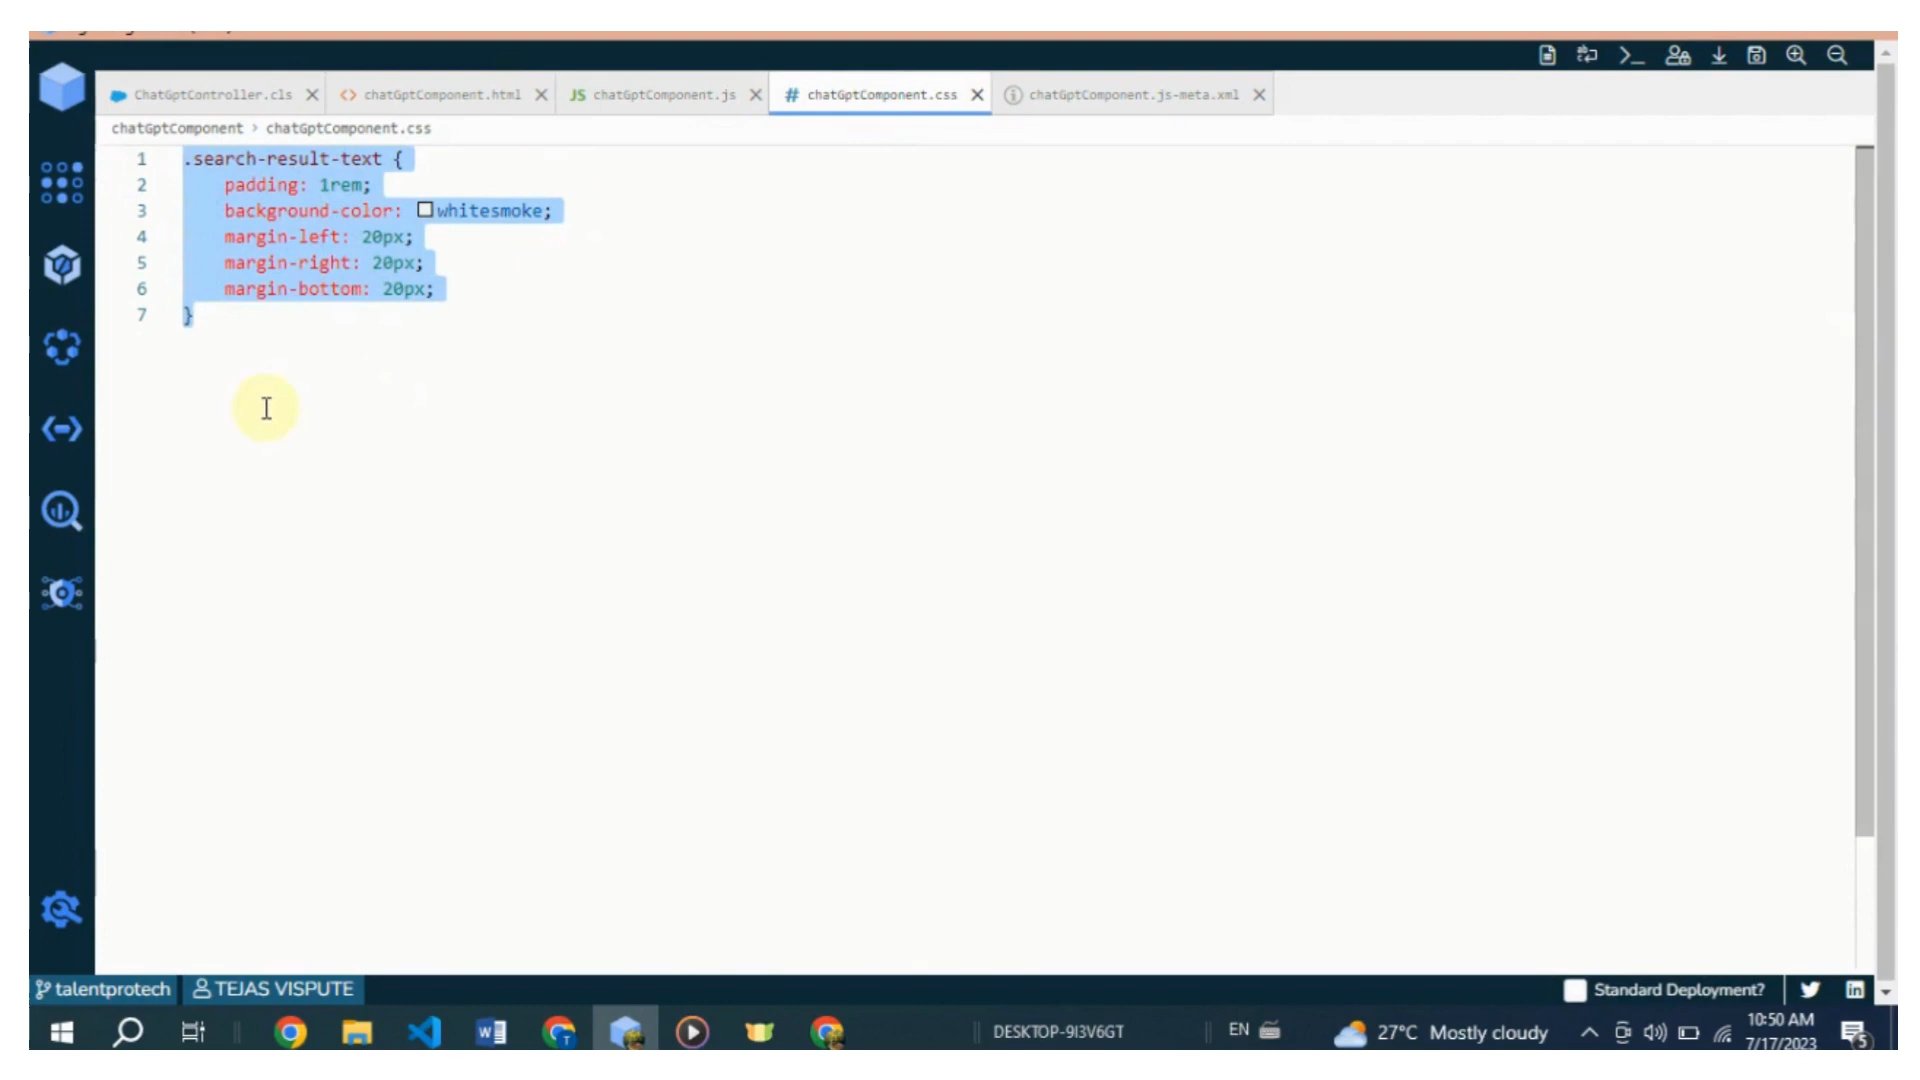 ChatGptController.cls
<> chatGptComponent.html
JS chatGptComponent.js
# chatGptComponent.css
chatGptComponent.js-meta.xml
chatGptComponent > chatGptComponent.css
1 .search-result-text {
2 padding: 1rem;
3 background-color: whitesmoke;
4 margin-left: 20px;
5 margin-right: 20px;
6 margin-bottom: 20px;
7 }
talentprotech TEJAS VISPUTE Standard Deployment? in
DESKTOP-9I3V6GT EN 27°C Mostly cloudy 10:50 AM
7/17/2023 5